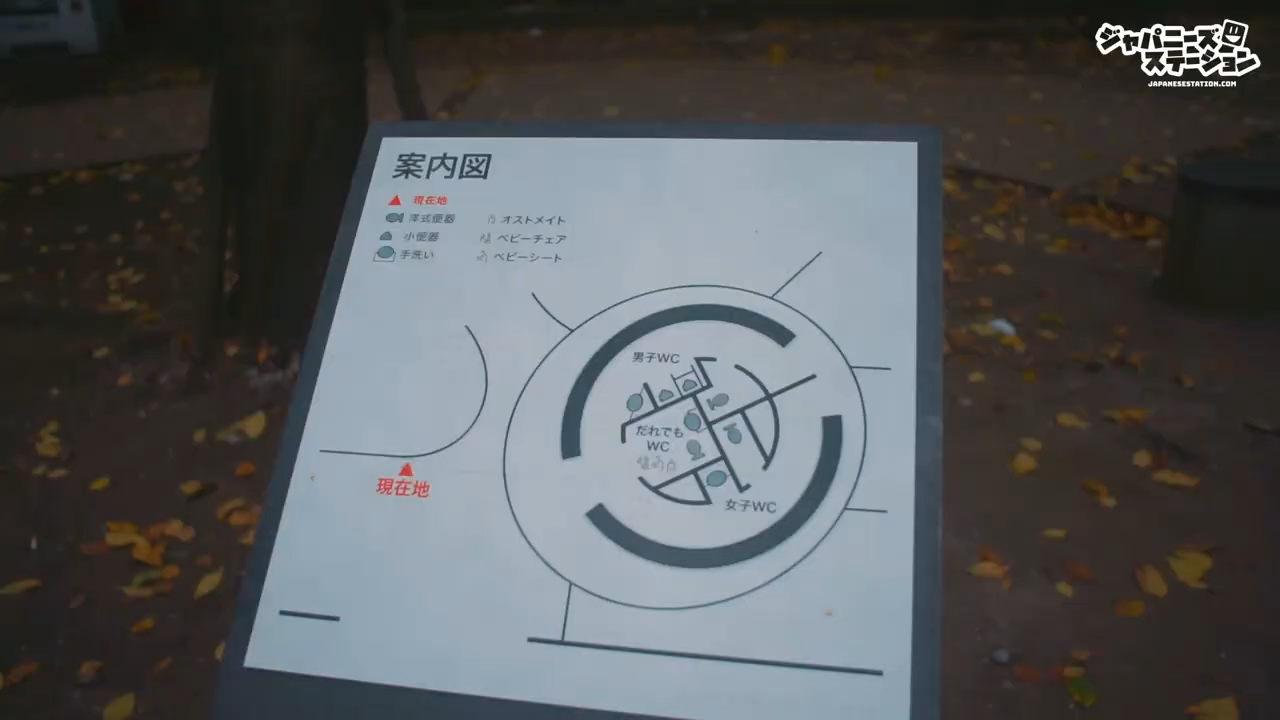 ジャパニーズ
ステーション
JAPANESESTATION.COM
案内図
現在地
洋式便器 オストメイト
小便器 ベビーチェア
手洗い ベビーシート
男子WC
だれでも
WC
現在地
女子WC